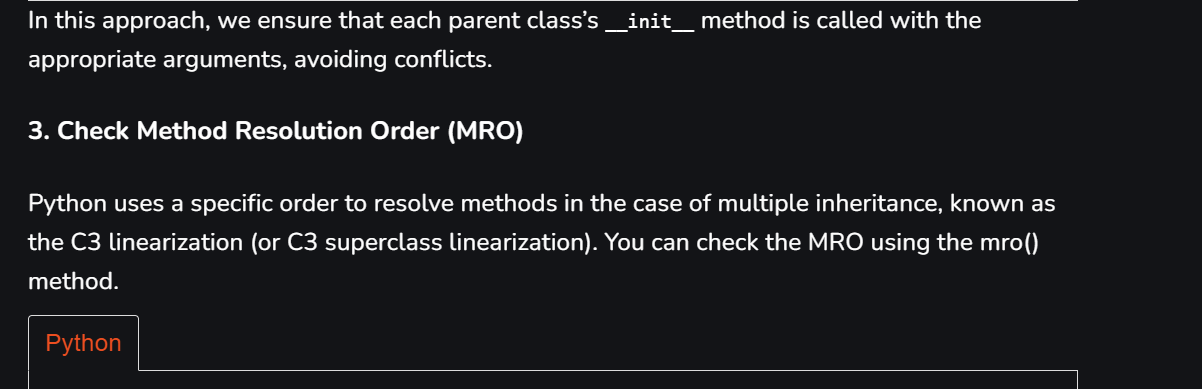 In this approach, we ensure that each parent class’s __init__ method is called with the
appropriate arguments, avoiding conflicts.
3. Check Method Resolution Order (MRO)
Python uses a specific order to resolve methods in the case of multiple inheritance, known as
the C3 linearization (or C3 superclass linearization). You can check the MRO using the mro()
method.
Python